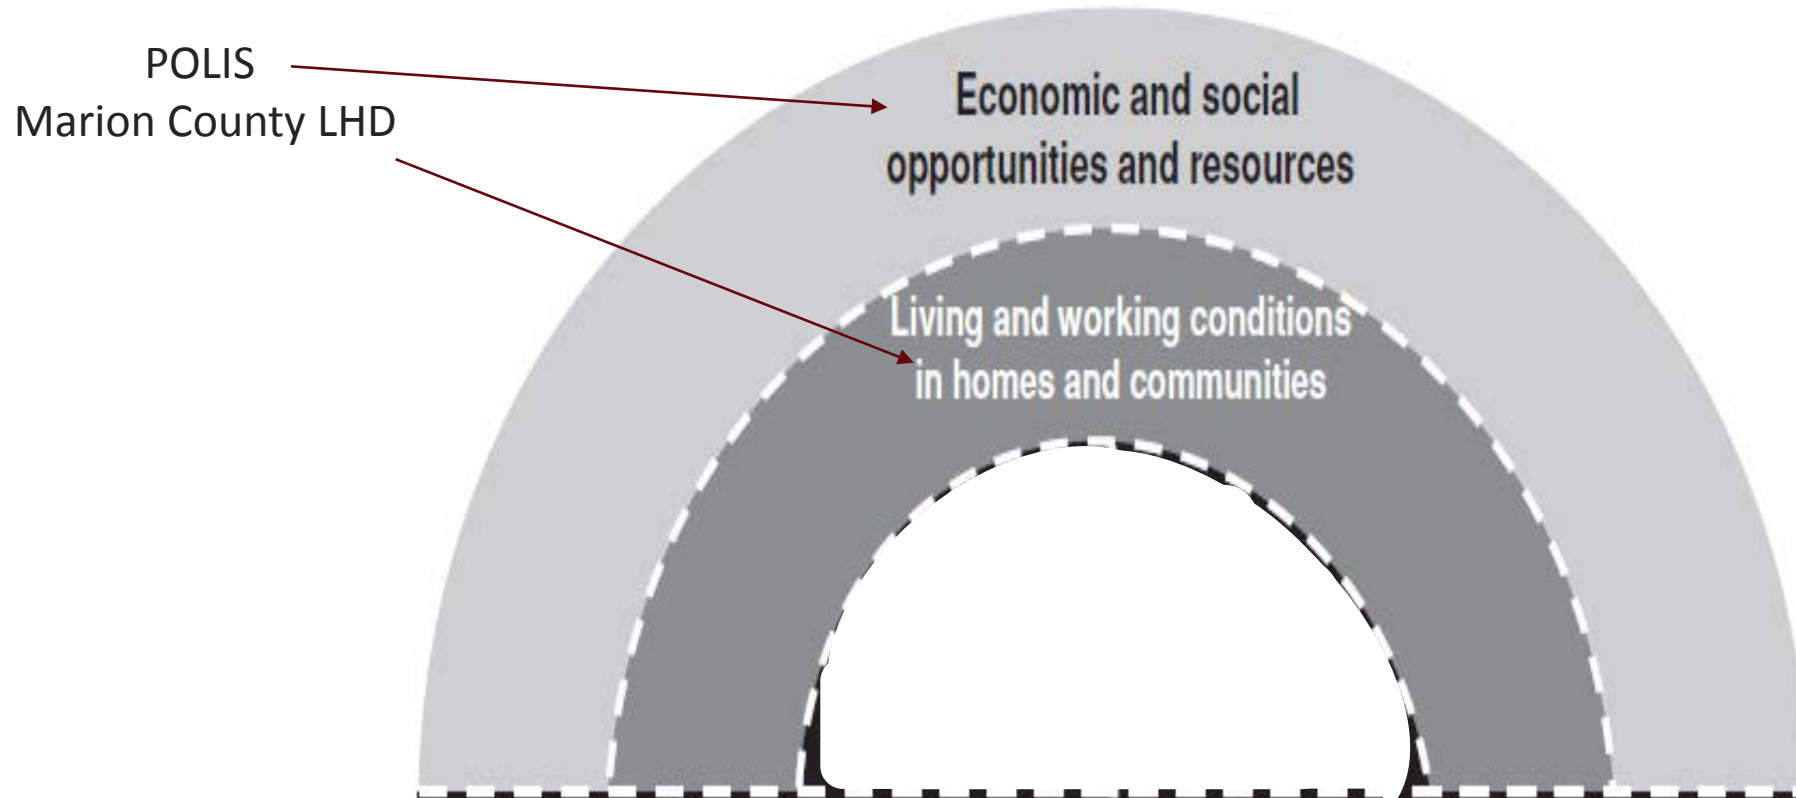 POLIS
Marion County LHD
Economic and social
opportunities and resources
Living and working conditions
in homes and communities